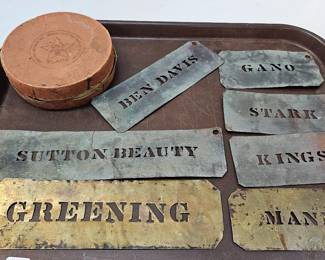 BEN DAVIS
GANO
STARK
SUTTON BEAUTY
KINGS
GREENING
MAN